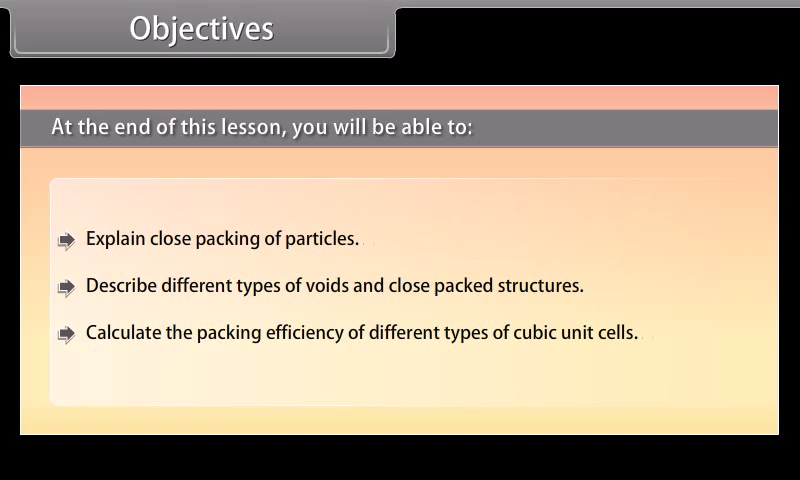 Objectives
At the end of this lesson, you will be able to:
Explain close packing of particles.
Describe different types of voids and close packed structures.
Calculate the packing efficiency of different types of cubic unit cells.